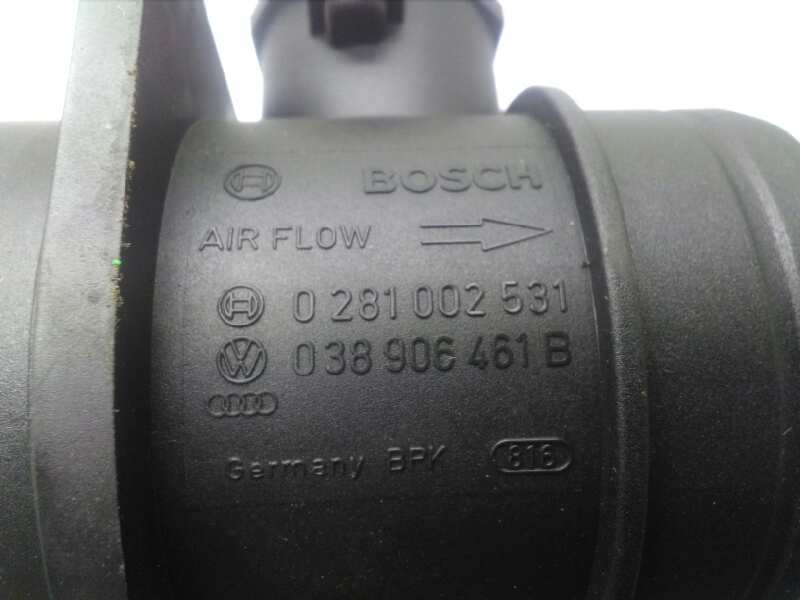 BOSCH
AIR FLOW
0 281 002 531
038 906 461 B
Germany BPK 816